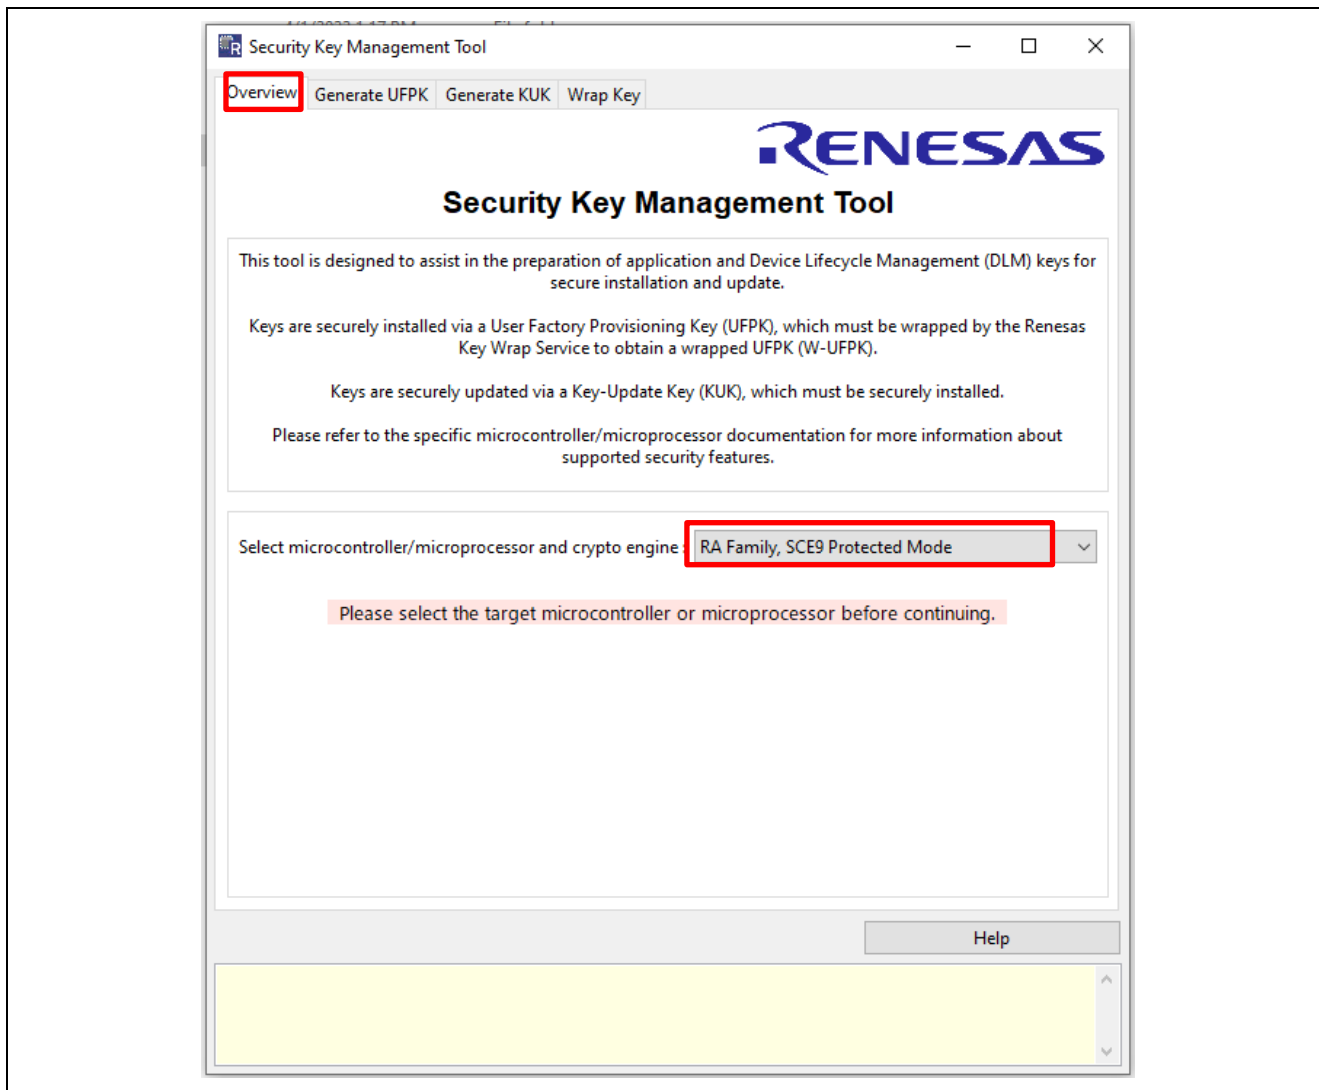 Security Key Management Tool
Overview
Generate UFPK
Generate KUK
Wrap Key
RENESAS
Security Key Management Tool
This tool is designed to assist in the preparation of application and Device Lifecycle Management (DLM) keys for
secure installation and update.
Keys are securely installed via a User Factory Provisioning Key (UFPK), which must be wrapped by the Renesas
Key Wrap Service to obtain a wrapped UFPK (W-UFPK).
Keys are securely updated via a Key-Update Key (KUK), which must be securely installed.
Please refer to the specific microcontroller/microprocessor documentation for more information about
supported security features.
Select microcontroller/microprocessor and crypto engine : RA Family, SCE9 Protected Mode
Please select the target microcontroller or microprocessor before continuing.
Help